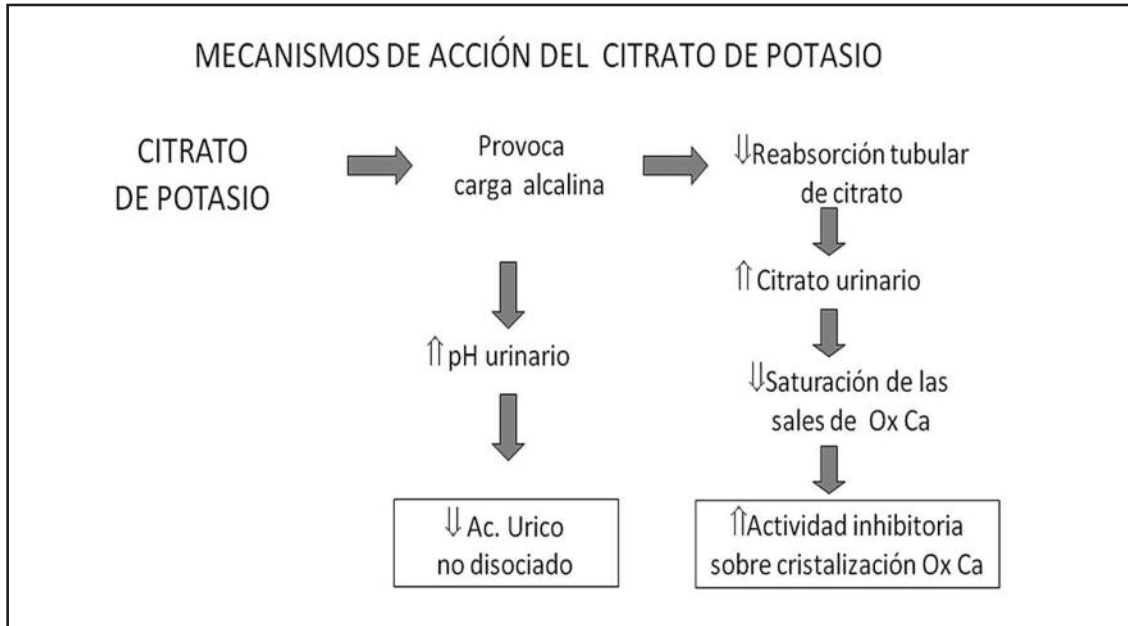 MECANISMOS DE ACCIÓN DEL CITRATO DE POTASIO
CITRATO
DE POTASIO
Provoca
carga alcalina
⇓Reabsorción tubular
de citrato
⇑ Citrato urinario
⇓Saturación de las
sales de Ox Ca
⇑Actividad inhibitoria
sobre cristalización Ox Ca
⇑ pH urinario
⇓ Ac. Urico
no disociado